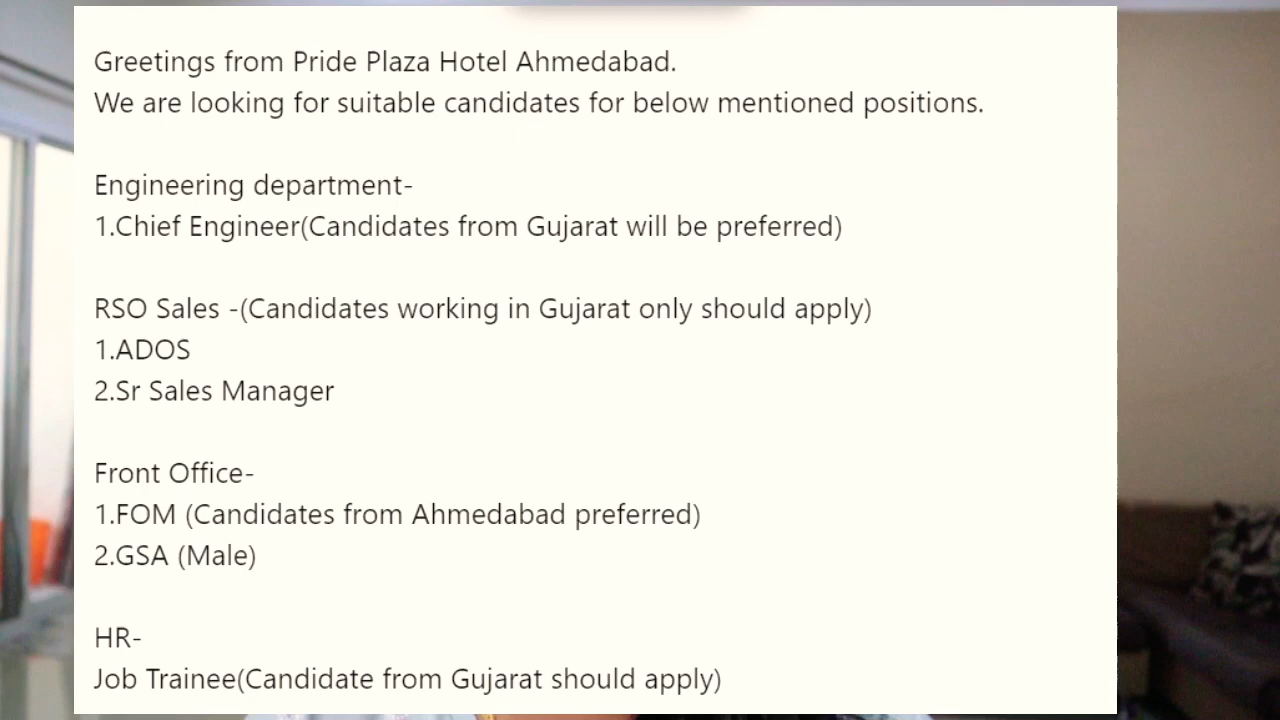 Greetings from Pride Plaza Hotel Ahmedabad.
We are looking for suitable candidates for below mentioned positions.
Engineering department-
1.Chief Engineer(Candidates from Gujarat will be preferred)
RSO Sales -(Candidates working in Gujarat only should apply)
1.ADOS
2.Sr Sales Manager
Front Office-
1.FOM (Candidates from Ahmedabad preferred)
2.GSA (Male)
HR-
Job Trainee(Candidate from Gujarat should apply)